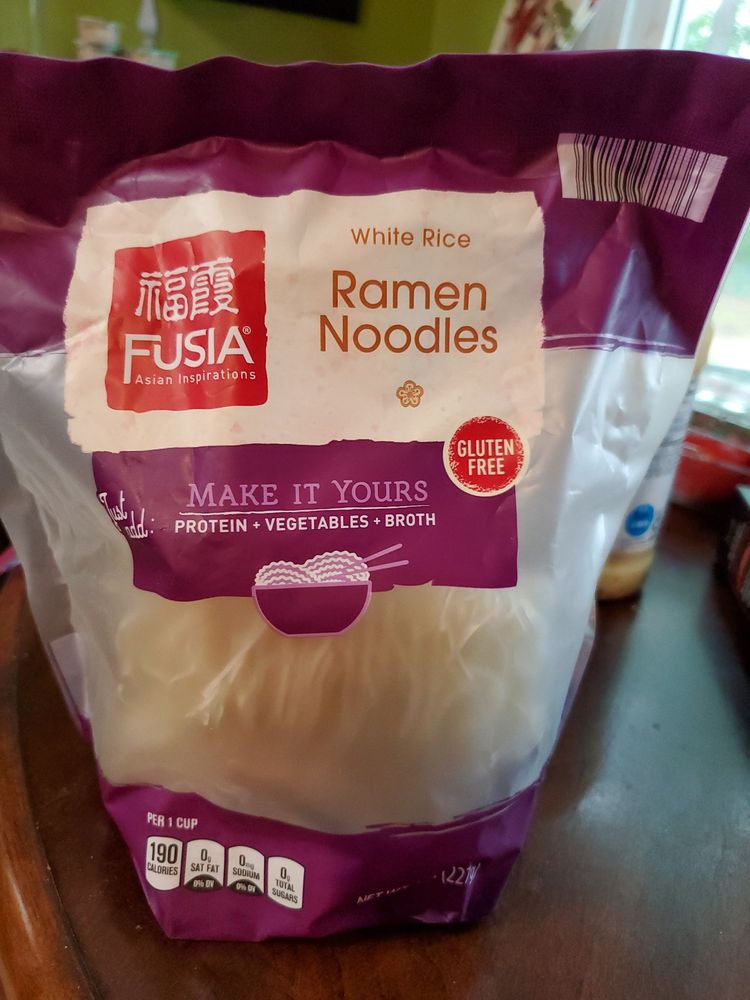 福霞
FUSIA®
Asian Inspirations
White Rice
Ramen
Noodles
GLUTEN
FREE
Just
add:
MAKE IT YOURS
PROTEIN + VEGETABLES + BROTH
PER 1 CUP
190
CALORIES
0g
SAT FAT
0% DV
0mg
SODIUM
0% DV
0g
TOTAL
SUGARS
NET